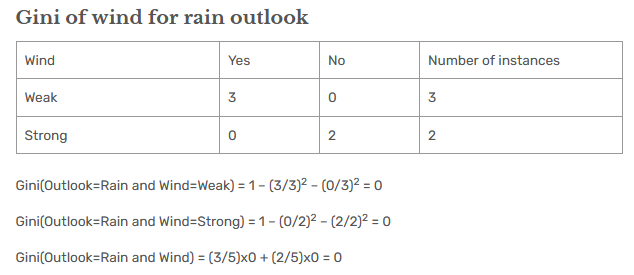 Gini of wind for rain outlook
Wind Yes No Number of instances
Weak 3 0 3
Strong 0 2 2
Gini(Outlook=Rain and Wind=Weak) = 1 – (3/3)² – (0/3)² = 0
Gini(Outlook=Rain and Wind=Strong) = 1 – (0/2)² – (2/2)² = 0
Gini(Outlook=Rain and Wind) = (3/5)x0 + (2/5)x0 = 0